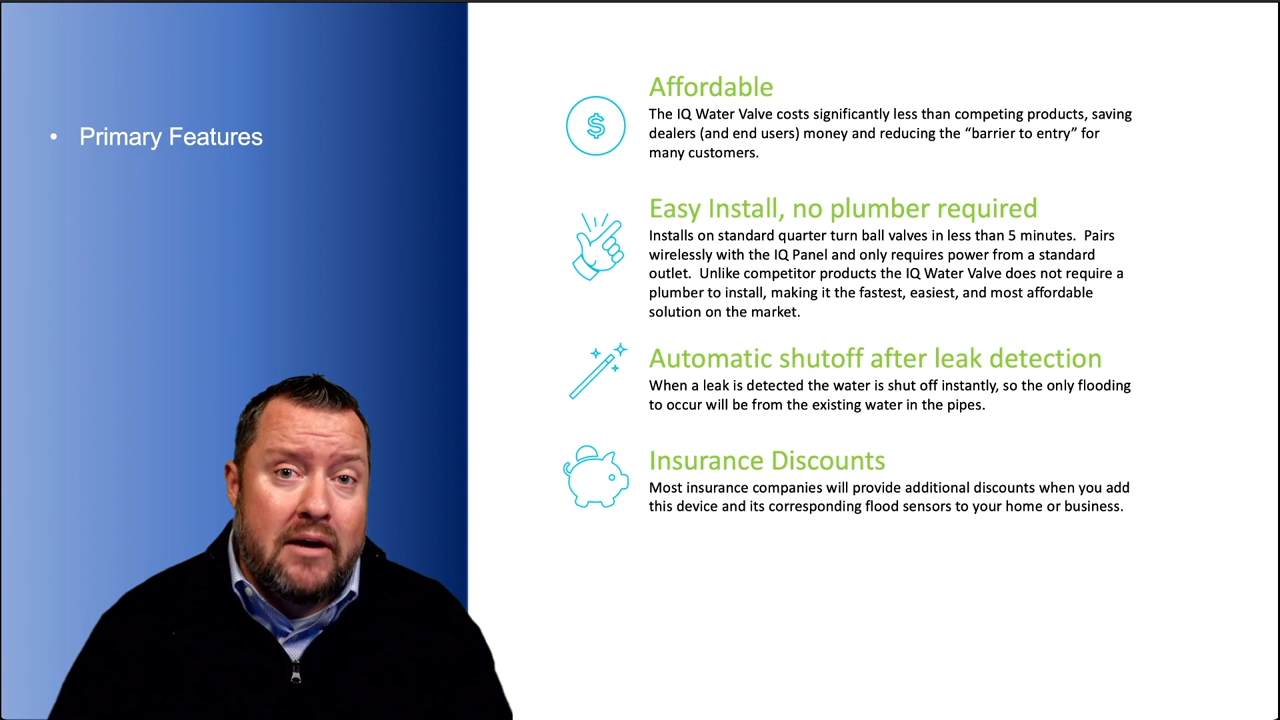 • Primary Features
Affordable
The IQ Water Valve costs significantly less than competing products, saving
dealers (and end users) money and reducing the “barrier to entry” for
many customers.
Easy Install, no plumber required
Installs on standard quarter turn ball valves in less than 5 minutes.  Pairs
wirelessly with the IQ Panel and only requires power from a standard
outlet.  Unlike competitor products the IQ Water Valve does not require a
plumber to install, making it the fastest, easiest, and most affordable
solution on the market.
Automatic shutoff after leak detection
When a leak is detected the water is shut off instantly, so the only flooding
to occur will be from the existing water in the pipes.
Insurance Discounts
Most insurance companies will provide additional discounts when you add
this device and its corresponding flood sensors to your home or business.